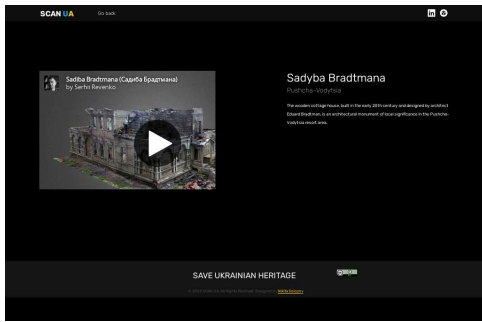 SCAN UA
Go back
in
Sadiba Bradtmana (Садиба Брадтмана)
by Serhii Revenko
Sadyba Bradtmana
Pushcha-Vodytsia
The wooden cottage house, built in the early 20th century and designed by architect
Eduard Bradtman, is an architectural monument of local significance in the Pushcha-
Vodytsia resort area.
SAVE UKRAINIAN HERITAGE